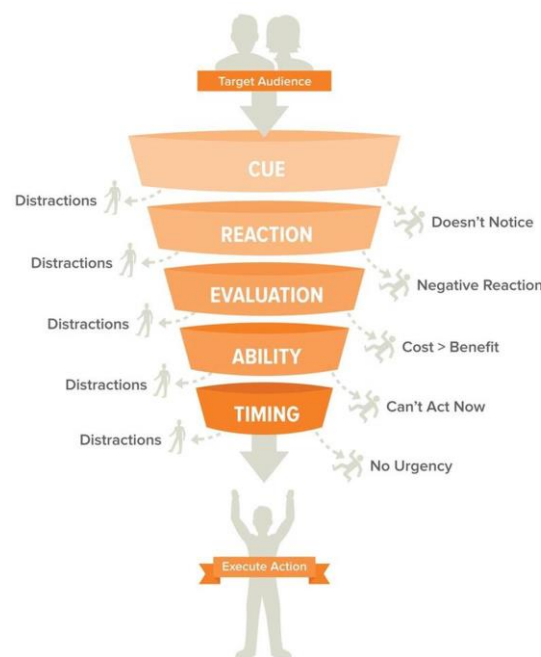 Target Audience
CUE
Distractions
Doesn't Notice
REACTION
Distractions
Negative Reaction
EVALUATION
Distractions
Cost > Benefit
ABILITY
Distractions
Can't Act Now
TIMING
Distractions
No Urgency
Execute Action